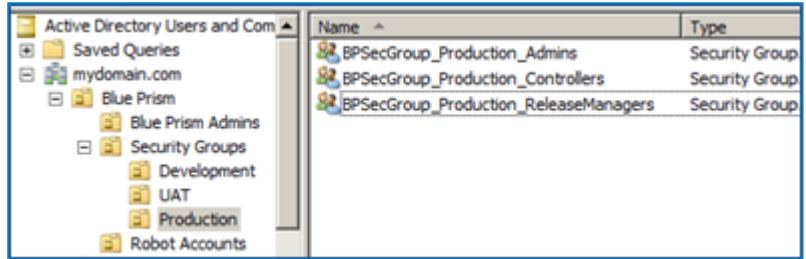 Active Directory Users and Com
Saved Queries
mydomain.com
Blue Prism
Blue Prism Admins
Security Groups
Development
UAT
Production
Robot Accounts
Name Type
BPSecGroup_Production_Admins Security Group
BPSecGroup_Production_Controllers Security Group
BPSecGroup_Production_ReleaseManagers Security Group